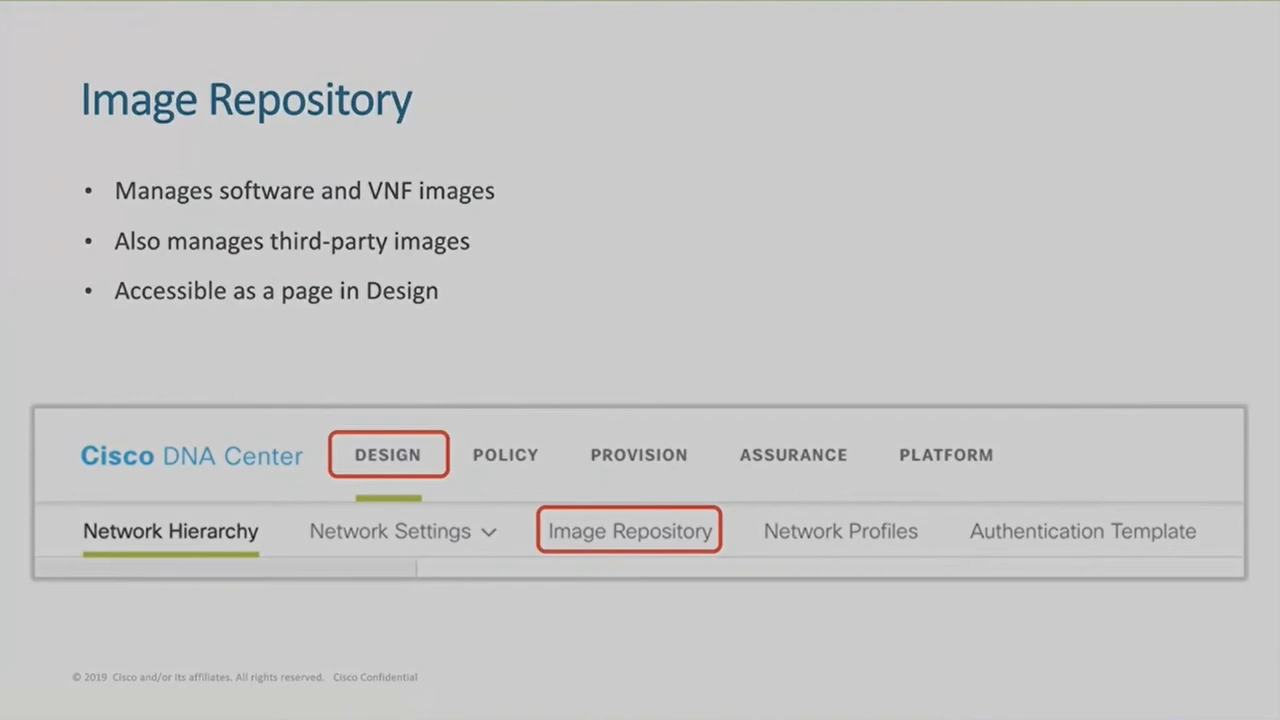 Image Repository
• Manages software and VNF images
• Also manages third-party images
• Accessible as a page in Design
Cisco DNA Center DESIGN POLICY PROVISION ASSURANCE PLATFORM
Network Hierarchy Network Settings Image Repository Network Profiles Authentication Template
© 2019 Cisco and/or its affiliates. All rights reserved. Cisco Confidential